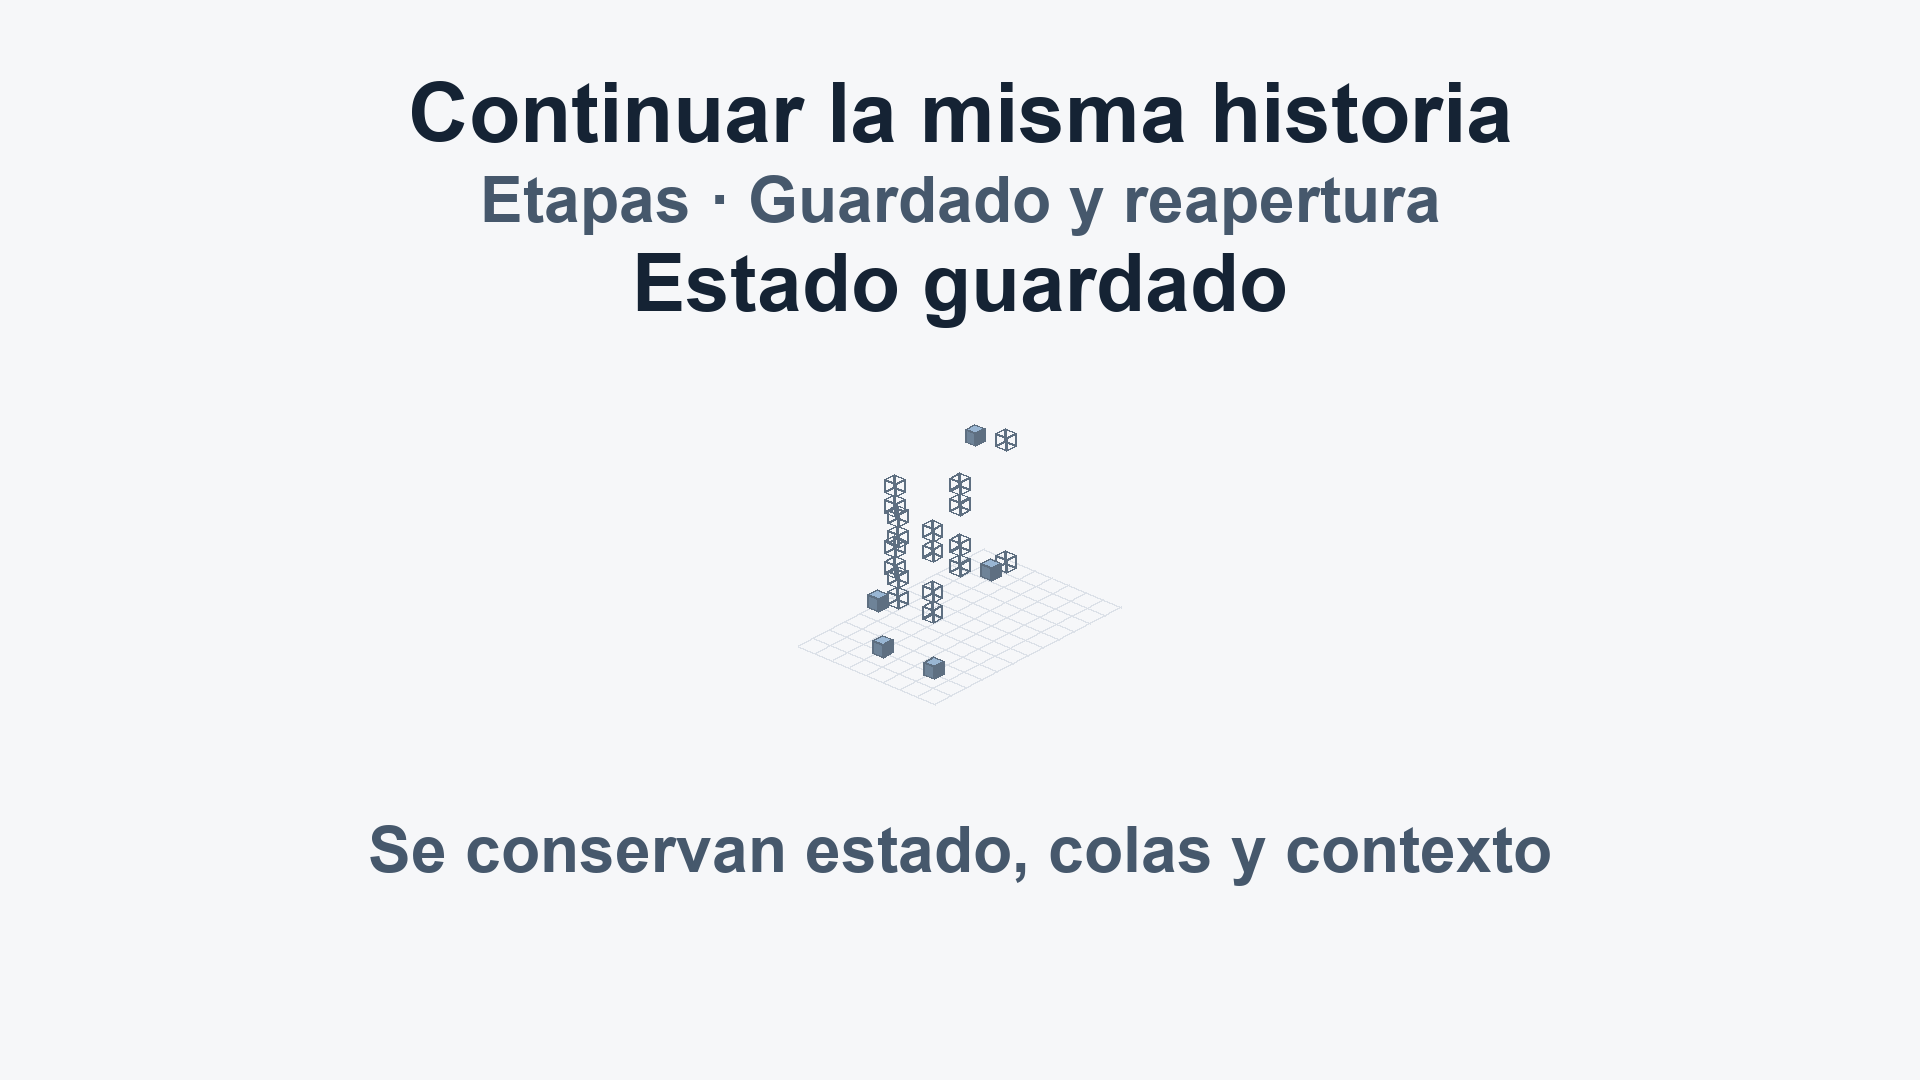 Continuar la misma historia
Etapas · Guardado y reapertura
Estado guardado
Se conservan estado, colas y contexto